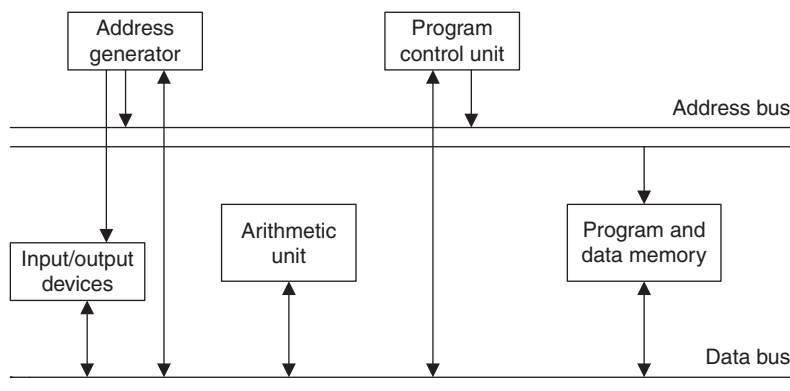 Address
generator
Program
control unit
Address bus
Input/output
devices
Arithmetic
unit
Program and
data memory
Data bus